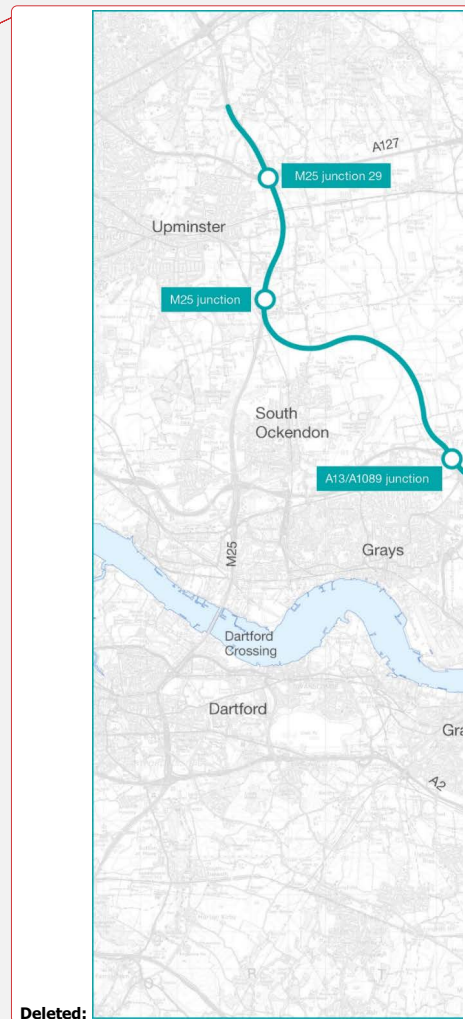 A127
M25 junction 29
Upminster
M25 junction
South
Ockendon
A13/A1089 junction
M25
Grays
Dartford
Crossing
Dartford
Gra
A2
O R T
Deleted: